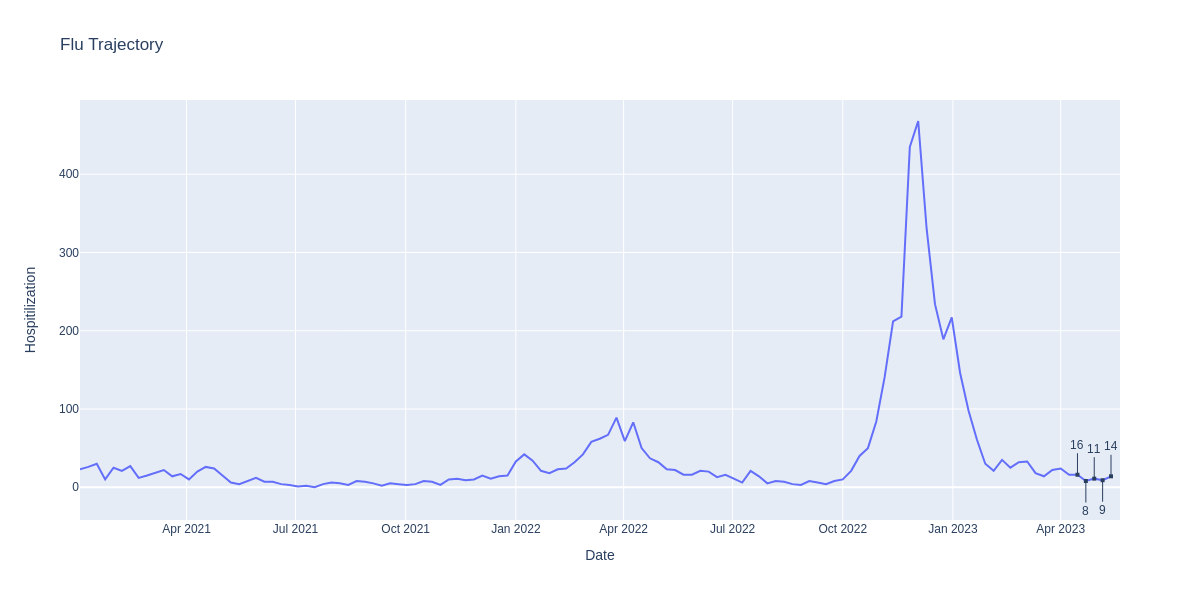 Flu Trajectory
Hospitilization
400
300
200
100
0
16
11
14
8
9
Apr 2021
Jul 2021
Oct 2021
Jan 2022
Apr 2022
Jul 2022
Oct 2022
Jan 2023
Apr 2023
Date